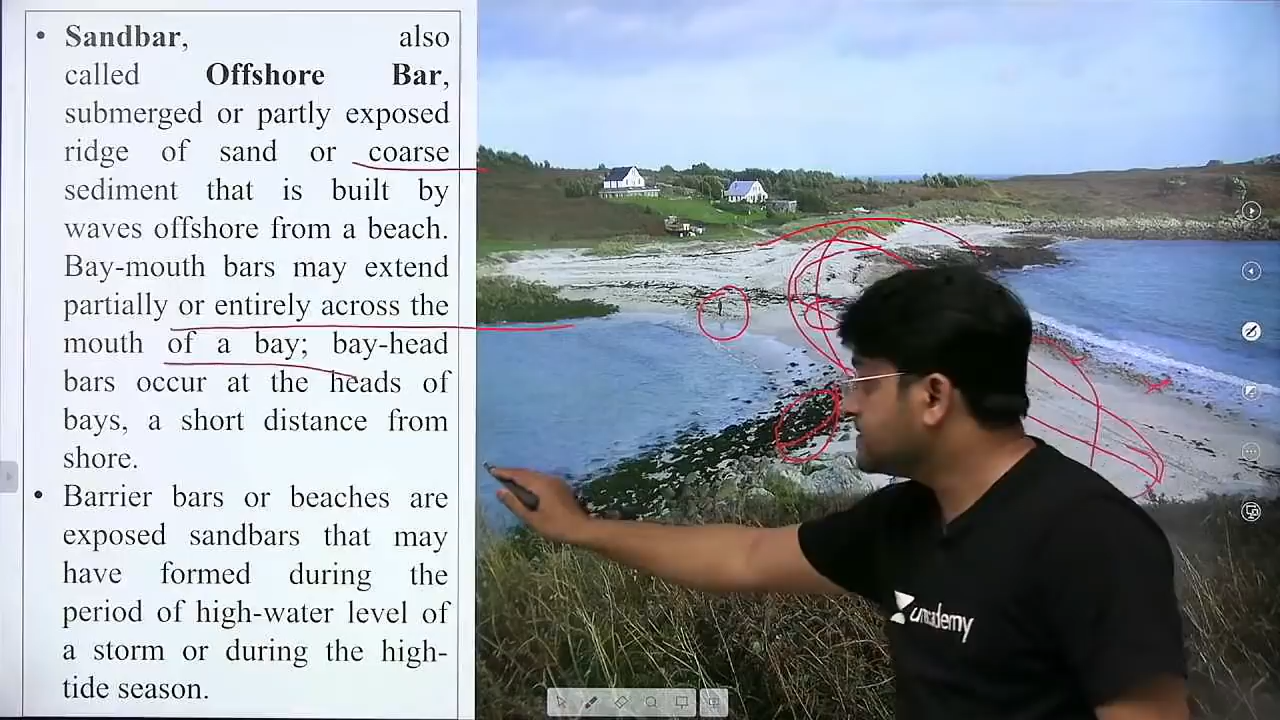 • Sandbar, also
called Offshore Bar,
submerged or partly exposed
ridge of sand or coarse
sediment that is built by
waves offshore from a beach.
Bay-mouth bars may extend
partially or entirely across the
mouth of a bay; bay-head
bars occur at the heads of
bays, a short distance from
shore.
• Barrier bars or beaches are
exposed sandbars that may
have formed during the
period of high-water level of
a storm or during the high-
tide season.
unacademy